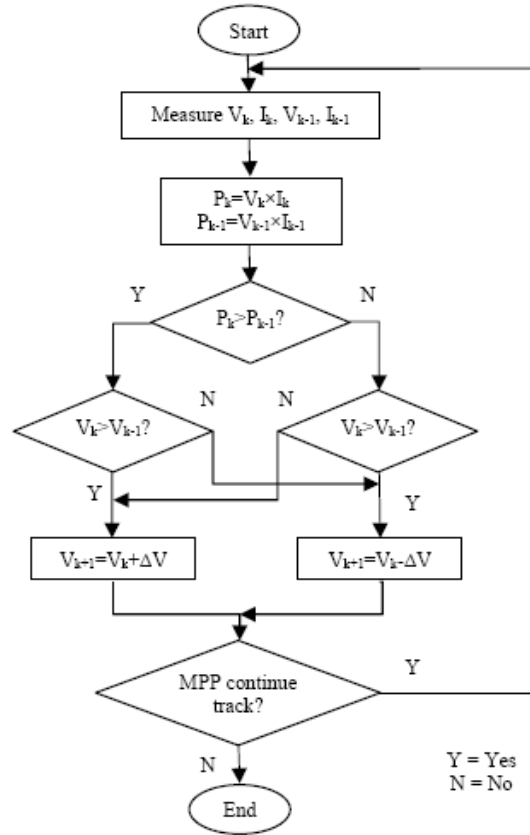 Start
Measure Vₖ, Iₖ, Vₖ₋₁, Iₖ₋₁
Pₖ=Vₖ×Iₖ
Pₖ₋₁=Vₖ₋₁×Iₖ₋₁
Y
N
Pₖ>Pₖ₋₁?
N
N
Vₖ>Vₖ₋₁?
Vₖ>Vₖ₋₁?
Y
Y
Vₖ₊₁=Vₖ+ΔV
Vₖ₊₁=Vₖ-ΔV
Y
MPP continue
track?
N
Y = Yes
N = No
End